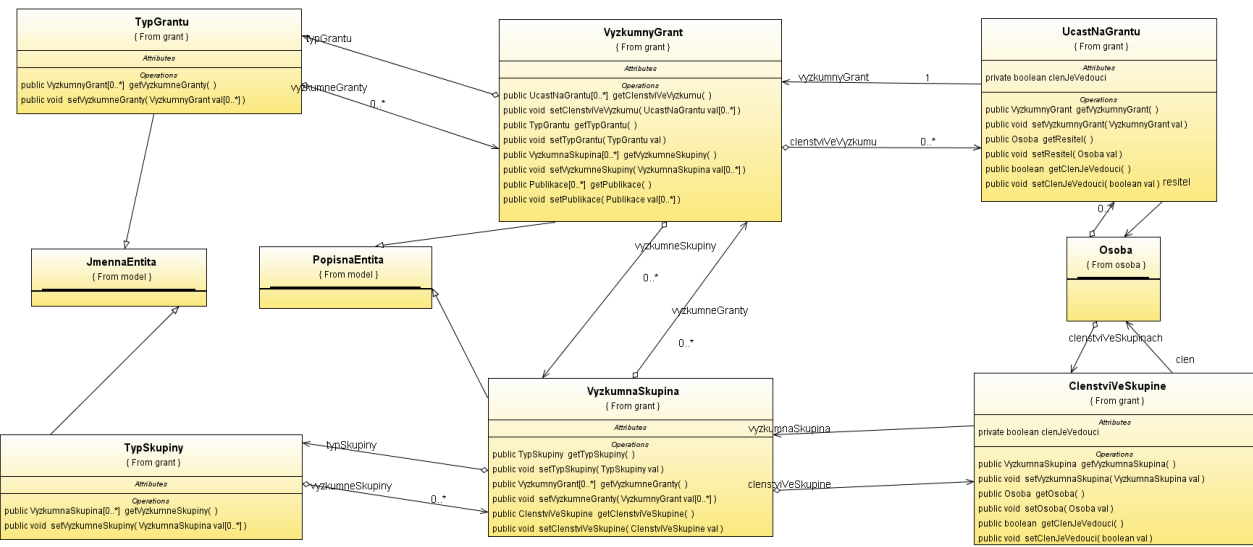 TypGrantu
{ From grant }
Attributes
Operations
public VyzkumnyGrant[0..*] getVyzkumneGranty( )
public void setVyzkumneGranty( VyzkumnyGrant val[0..*] )
typGrantu
vyzkumneGranty
0..*
VyzkumnyGrant
{ From grant }
Attributes
Operations
public UcastNaGrantu[0..*] getClenstviVeVyzkumu( )
public void setClenstviVeVyzkumu( UcastNaGrantu val[0..*] )
public TypGrantu getTypGrantu( )
public void setTypGrantu( TypGrantu val )
public VyzkumnaSkupina[0..*] getVyzkumneSkupiny( )
public void setVyzkumneSkupiny( VyzkumnaSkupina val[0..*] )
public Publikace[0..*] getPublikace( )
public void setPublikace( Publikace val[0..*] )
vyzkumnyGrant
1
clenstviVeVyzkumu
0..*
UcastNaGrantu
{ From grant }
Attributes
private boolean clenJeVedouci
Operations
public VyzkumnyGrant getVyzkumnyGrant( )
public void setVyzkumnyGrant( VyzkumnyGrant val )
public Osoba getResitel( )
public void setResitel( Osoba val )
public boolean getClenJeVedouci( )
public void setClenJeVedouci( boolean val )
resitel
0..*
JmennaEntita
{ From model }
PopisnaEntita
{ From model }
vyzkumneSkupiny
0..*
vyzkumneGranty
0..*
Osoba
{ From osoba }
clenstviVeSkupinach
clen
TypSkupiny
{ From grant }
Attributes
Operations
public VyzkumnaSkupina[0..*] getVyzkumneSkupiny( )
public void setVyzkumneSkupiny( VyzkumnaSkupina val[0..*] )
typSkupiny
vyzkumneSkupiny
0..*
VyzkumnaSkupina
{ From grant }
Attributes
Operations
public TypSkupiny getTypSkupiny( )
public void setTypSkupiny( TypSkupiny val )
public VyzkumnyGrant[0..*] getVyzkumneGranty( )
public void setVyzkumneGranty( VyzkumnyGrant val[0..*] )
public ClenstviVeSkupine getClenstviVeSkupine( )
public void setClenstviVeSkupine( ClenstviVeSkupine val )
vyzkumnaSkupina
clenstviVeSkupine
ClenstviVeSkupine
{ From grant }
Attributes
private boolean clenJeVedouci
Operations
public VyzkumnaSkupina getVyzkumnaSkupina( )
public void setVyzkumnaSkupina( VyzkumnaSkupina val )
public Osoba getOsoba( )
public void setOsoba( Osoba val )
public boolean getClenJeVedouci( )
public void setClenJeVedouci( boolean val )